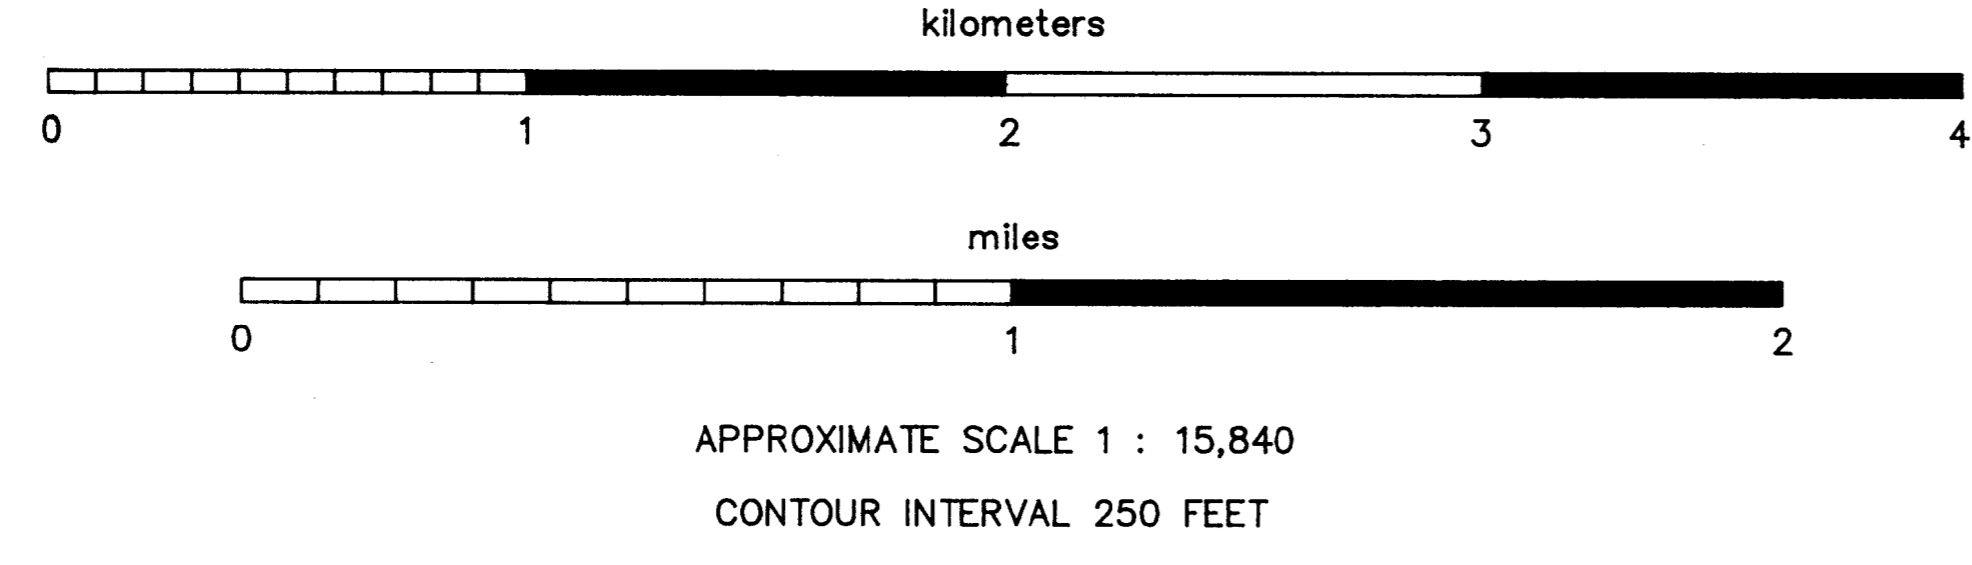 kilometers
0 1 2 3 4
miles
0 1 2
APPROXIMATE SCALE 1 : 15,840
CONTOUR INTERVAL 250 FEET